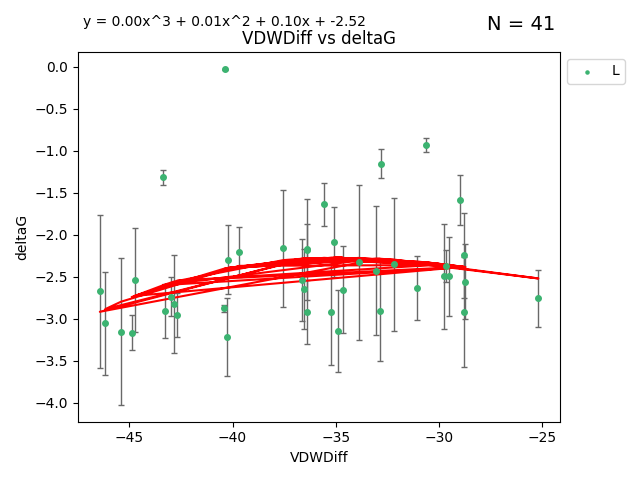 y = 0.00x^3 + 0.01x^2 + 0.10x + -2.52
N = 41
VDWDiff vs deltaG
L
0.0
−0.5
−1.0
−1.5
−2.0
−2.5
−3.0
−3.5
−4.0
deltaG
−45 −40 −35 −30 −25
VDWDiff